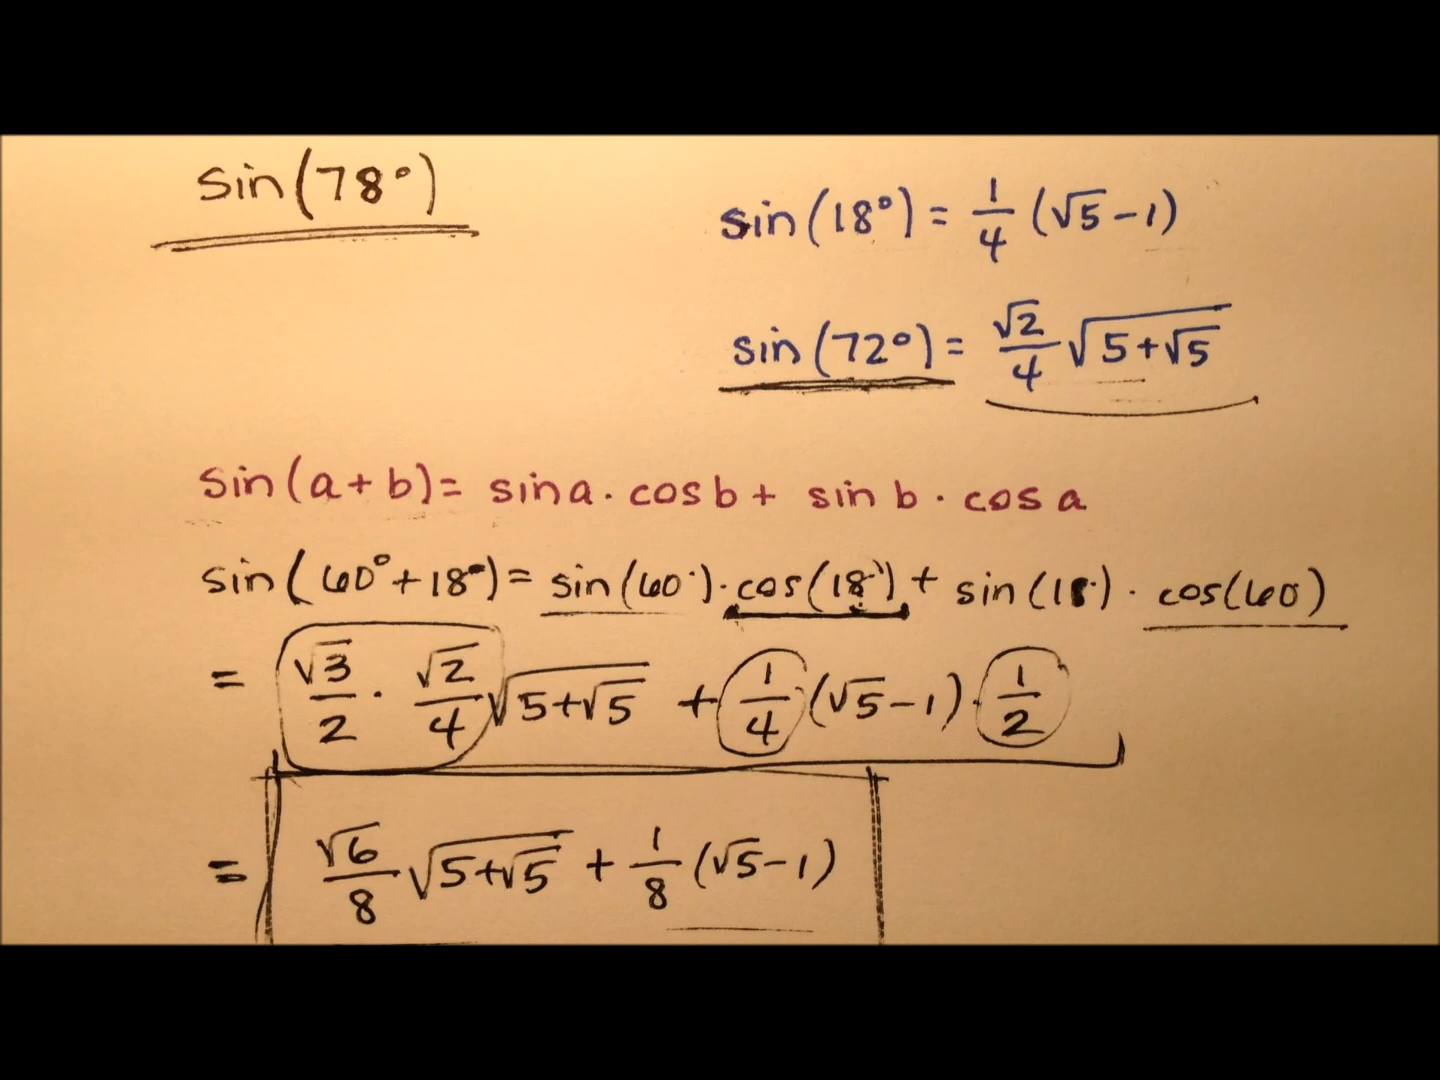 sin(78°)
sin(18°) = 1/4 (√5 - 1)
sin(72°) = √2/4 √(5+√5)
sin(a+b) = sin a · cos b + sin b · cos a
sin(60° + 18°) = sin(60°) · cos(18°) + sin(18°) · cos(60°)
= √3/2 · √2/4 √(5+√5) + 1/4 (√5 - 1) · 1/2
= √6/8 √(5+√5) + 1/8 (√5 - 1)